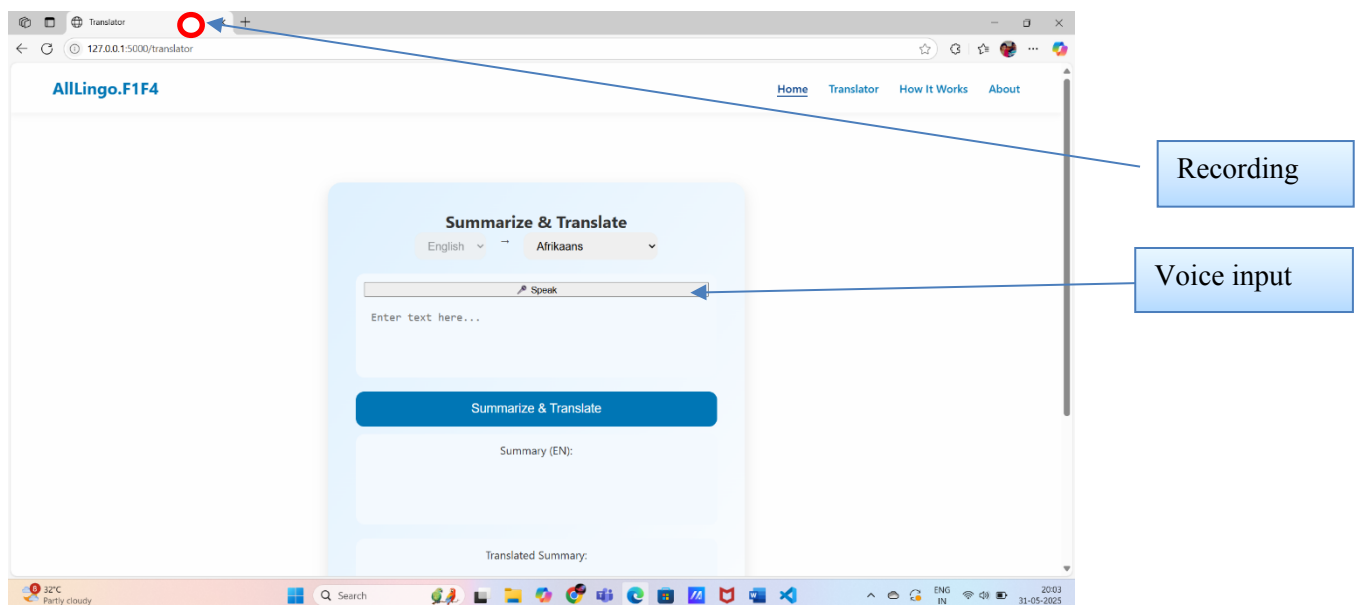 Translator
127.0.0.1:5000/translator
AllLingo.F1F4
Home Translator How It Works About
Recording
Summarize & Translate
English → Afrikaans
Voice input
Speak
Enter text here...
Summarize & Translate
Summary (EN):
Translated Summary:
8
32°C
Partly cloudy
Search
ENG
IN
20:03
31-05-2025